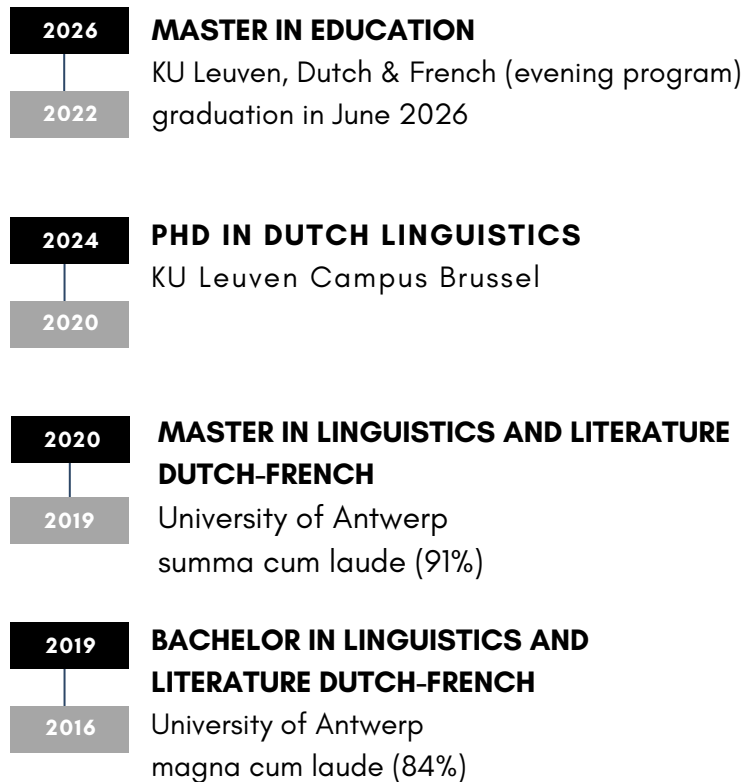 2026
2022
MASTER IN EDUCATION
KU Leuven, Dutch & French (evening program)
graduation in June 2026
2024
2020
PHD IN DUTCH LINGUISTICS
KU Leuven Campus Brussel
2020
2019
MASTER IN LINGUISTICS AND LITERATURE
DUTCH-FRENCH
University of Antwerp
summa cum laude (91%)
2019
2016
BACHELOR IN LINGUISTICS AND
LITERATURE DUTCH-FRENCH
University of Antwerp
magna cum laude (84%)